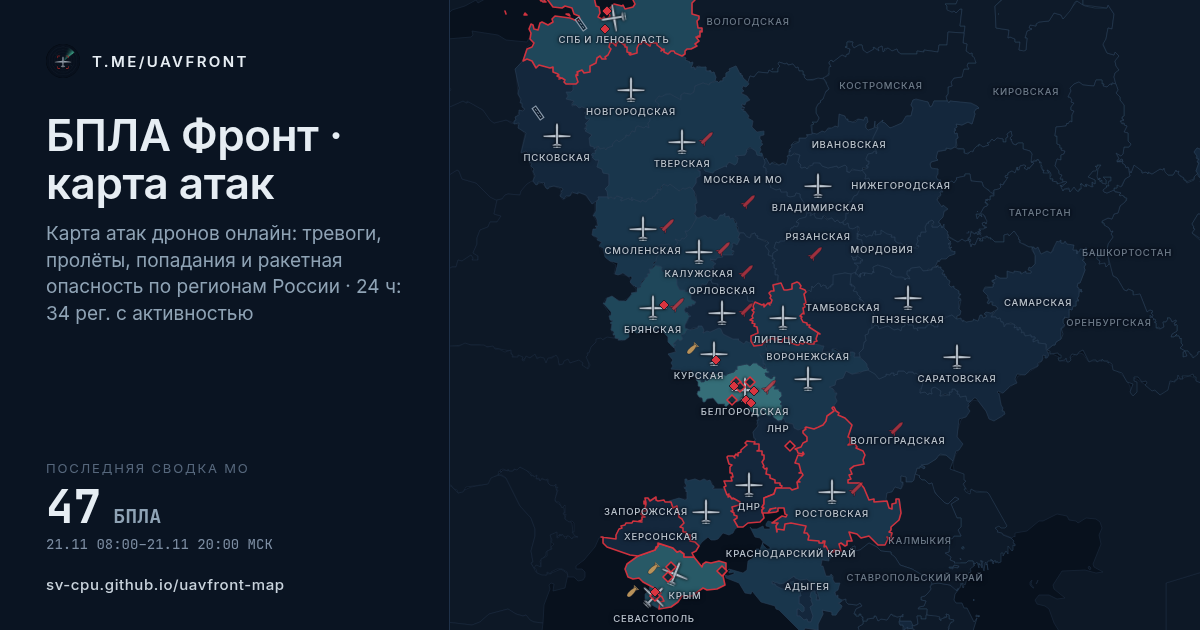 T.ME/UAVFRONT
БПЛА Фронт ·
карта атак
Карта атак дронов онлайн: тревоги,
пролёты, попадания и ракетная
опасность по регионам России · 24 ч:
34 рег. с активностью
ПОСЛЕДНЯЯ СВОДКА МО
47 БПЛА
21.11 08:00–21.11 20:00 МСК
sv-cpu.github.io/uavfront-map
ВОЛОГОДСКАЯ
СПБ И ЛЕНОБЛАСТЬ
КОСТРОМСКАЯ
КИРОВСКАЯ
НОВГОРОДСКАЯ
ИВАНОВСКАЯ
ПСКОВСКАЯ
ТВЕРСКАЯ
МОСКВА И МО
НИЖЕГОРОДСКАЯ
ВЛАДИМИРСКАЯ
ТАТАРСТАН
РЯЗАНСКАЯ
СМОЛЕНСКАЯ
МОРДОВИЯ
БАШКОРТОСТАН
КАЛУЖСКАЯ
ОРЛОВСКАЯ
САМАРСКАЯ
ТАМБОВСКАЯ
ПЕНЗЕНСКАЯ
ОРЕНБУРГСКАЯ
БРЯНСКАЯ
ЛИПЕЦКАЯ
ВОРОНЕЖСКАЯ
КУРСКАЯ
САРАТОВСКАЯ
БЕЛГОРОДСКАЯ
ЛНР
ВОЛГОГРАДСКАЯ
ДНР
ЗАПОРОЖСКАЯ
РОСТОВСКАЯ
ХЕРСОНСКАЯ
КАЛМЫКИЯ
КРАСНОДАРСКИЙ КРАЙ
СТАВРОПОЛЬСКИЙ КРАЙ
АДЫГЕЯ
КРЫМ
СЕВАСТОПОЛЬ